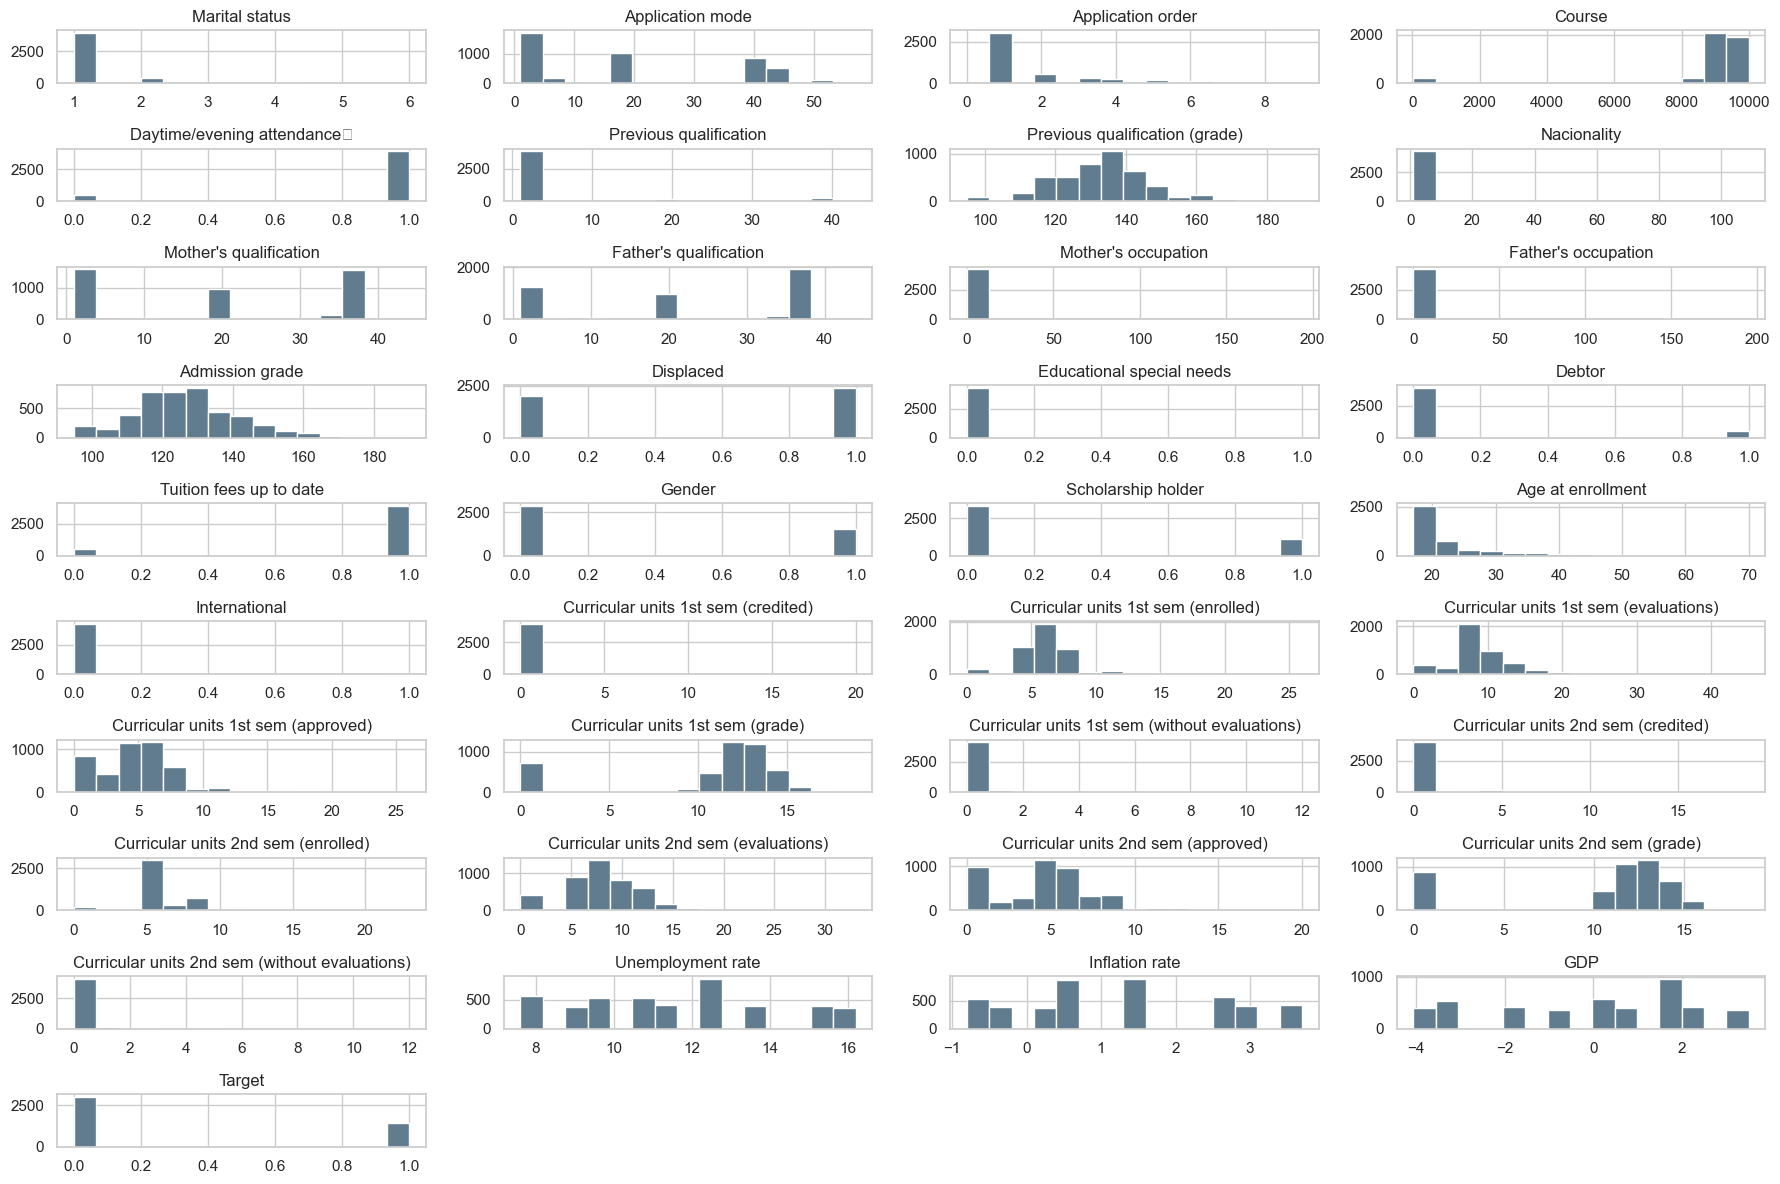 Marital status
Application mode
Application order
Course
2500
0
1 2 3 4 5 6
1000
0
0 10 20 30 40 50
2500
0
0 2 4 6 8
2000
0
0 2000 4000 6000 8000 10000
Daytime/evening attendance
Previous qualification
Previous qualification (grade)
Nacionality
2500
0
0.0 0.2 0.4 0.6 0.8 1.0
2500
0
0 10 20 30 40
1000
0
100 120 140 160 180
2500
0
0 20 40 60 80 100
Mother's qualification
Father's qualification
Mother's occupation
Father's occupation
1000
0
0 10 20 30 40
2000
0
0 10 20 30 40
2500
0
0 50 100 150 200
2500
0
0 50 100 150 200
Admission grade
Displaced
Educational special needs
Debtor
500
0
100 120 140 160 180
2500
0
0.0 0.2 0.4 0.6 0.8 1.0
2500
0
0.0 0.2 0.4 0.6 0.8 1.0
2500
0
0.0 0.2 0.4 0.6 0.8 1.0
Tuition fees up to date
Gender
Scholarship holder
Age at enrollment
2500
0
0.0 0.2 0.4 0.6 0.8 1.0
2500
0
0.0 0.2 0.4 0.6 0.8 1.0
2500
0
0.0 0.2 0.4 0.6 0.8 1.0
2500
0
20 30 40 50 60 70
International
Curricular units 1st sem (credited)
Curricular units 1st sem (enrolled)
Curricular units 1st sem (evaluations)
2500
0
0.0 0.2 0.4 0.6 0.8 1.0
2500
0
0 5 10 15 20
2000
0
0 5 10 15 20 25
2000
0
0 10 20 30 40
Curricular units 1st sem (approved)
Curricular units 1st sem (grade)
Curricular units 1st sem (without evaluations)
Curricular units 2nd sem (credited)
1000
0
0 5 10 15 20 25
1000
0
0 5 10 15
2500
0
0 2 4 6 8 10 12
2500
0
0 5 10 15
Curricular units 2nd sem (enrolled)
Curricular units 2nd sem (evaluations)
Curricular units 2nd sem (approved)
Curricular units 2nd sem (grade)
2500
0
0 5 10 15 20
1000
0
0 5 10 15 20 25 30
1000
0
0 5 10 15 20
1000
0
0 5 10 15
Curricular units 2nd sem (without evaluations)
Unemployment rate
Inflation rate
GDP
2500
0
0 2 4 6 8 10 12
500
0
8 10 12 14 16
500
0
−1 0 1 2 3
1000
0
−4 −2 0 2
Target
2500
0
0.0 0.2 0.4 0.6 0.8 1.0